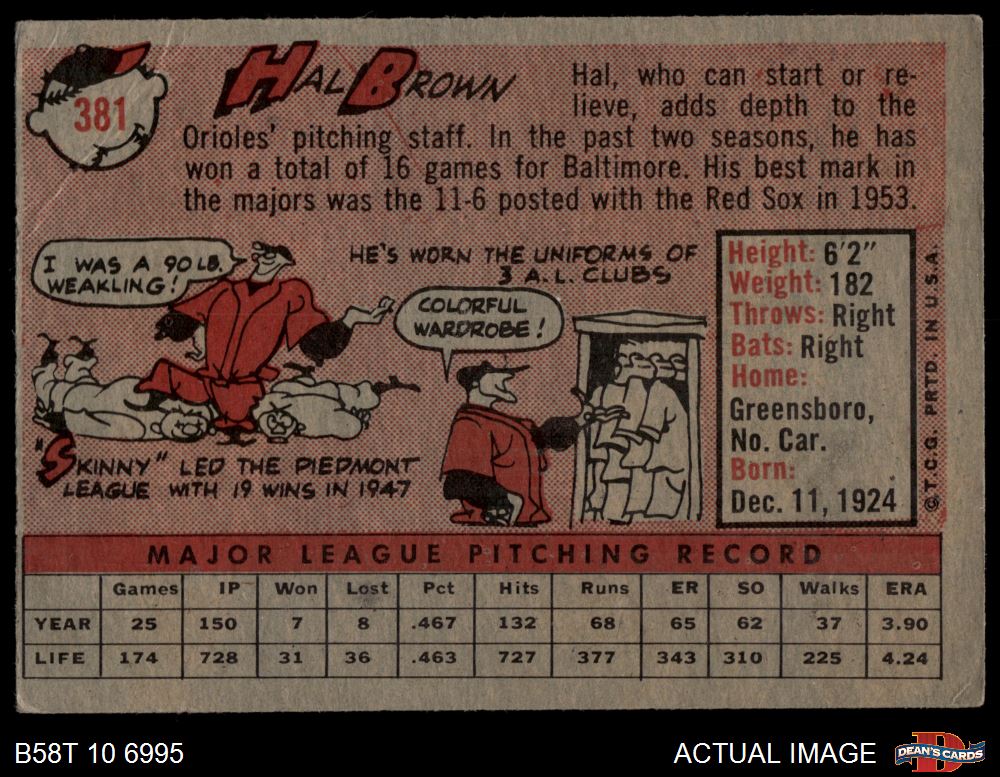 381
HAL BROWN
Hal, who can start or re-
lieve, adds depth to the
Orioles' pitching staff. In the past two seasons, he has
won a total of 16 games for Baltimore. His best mark in
the majors was the 11-6 posted with the Red Sox in 1953.
I WAS A 90 LB.
WEAKLING!
HE'S WORN THE UNIFORMS OF
3 A.L. CLUBS
COLORFUL
WARDROBE!
"SKINNY" LED THE PIEDMONT
LEAGUE WITH 19 WINS IN 1947
Height: 6'2"
Weight: 182
Throws: Right
Bats: Right
Home:
Greensboro,
No. Car.
Born:
Dec. 11, 1924
©T.C.G. PRTD. IN U.S.A.
MAJOR LEAGUE PITCHING RECORD
Games IP Won Lost Pct Hits Runs ER SO Walks ERA
YEAR 25 150 7 8 .467 132 68 65 62 37 3.90
LIFE 174 728 31 36 .463 727 377 343 310 225 4.24
B58T 10 6995
ACTUAL IMAGE
DEAN'S CARDS